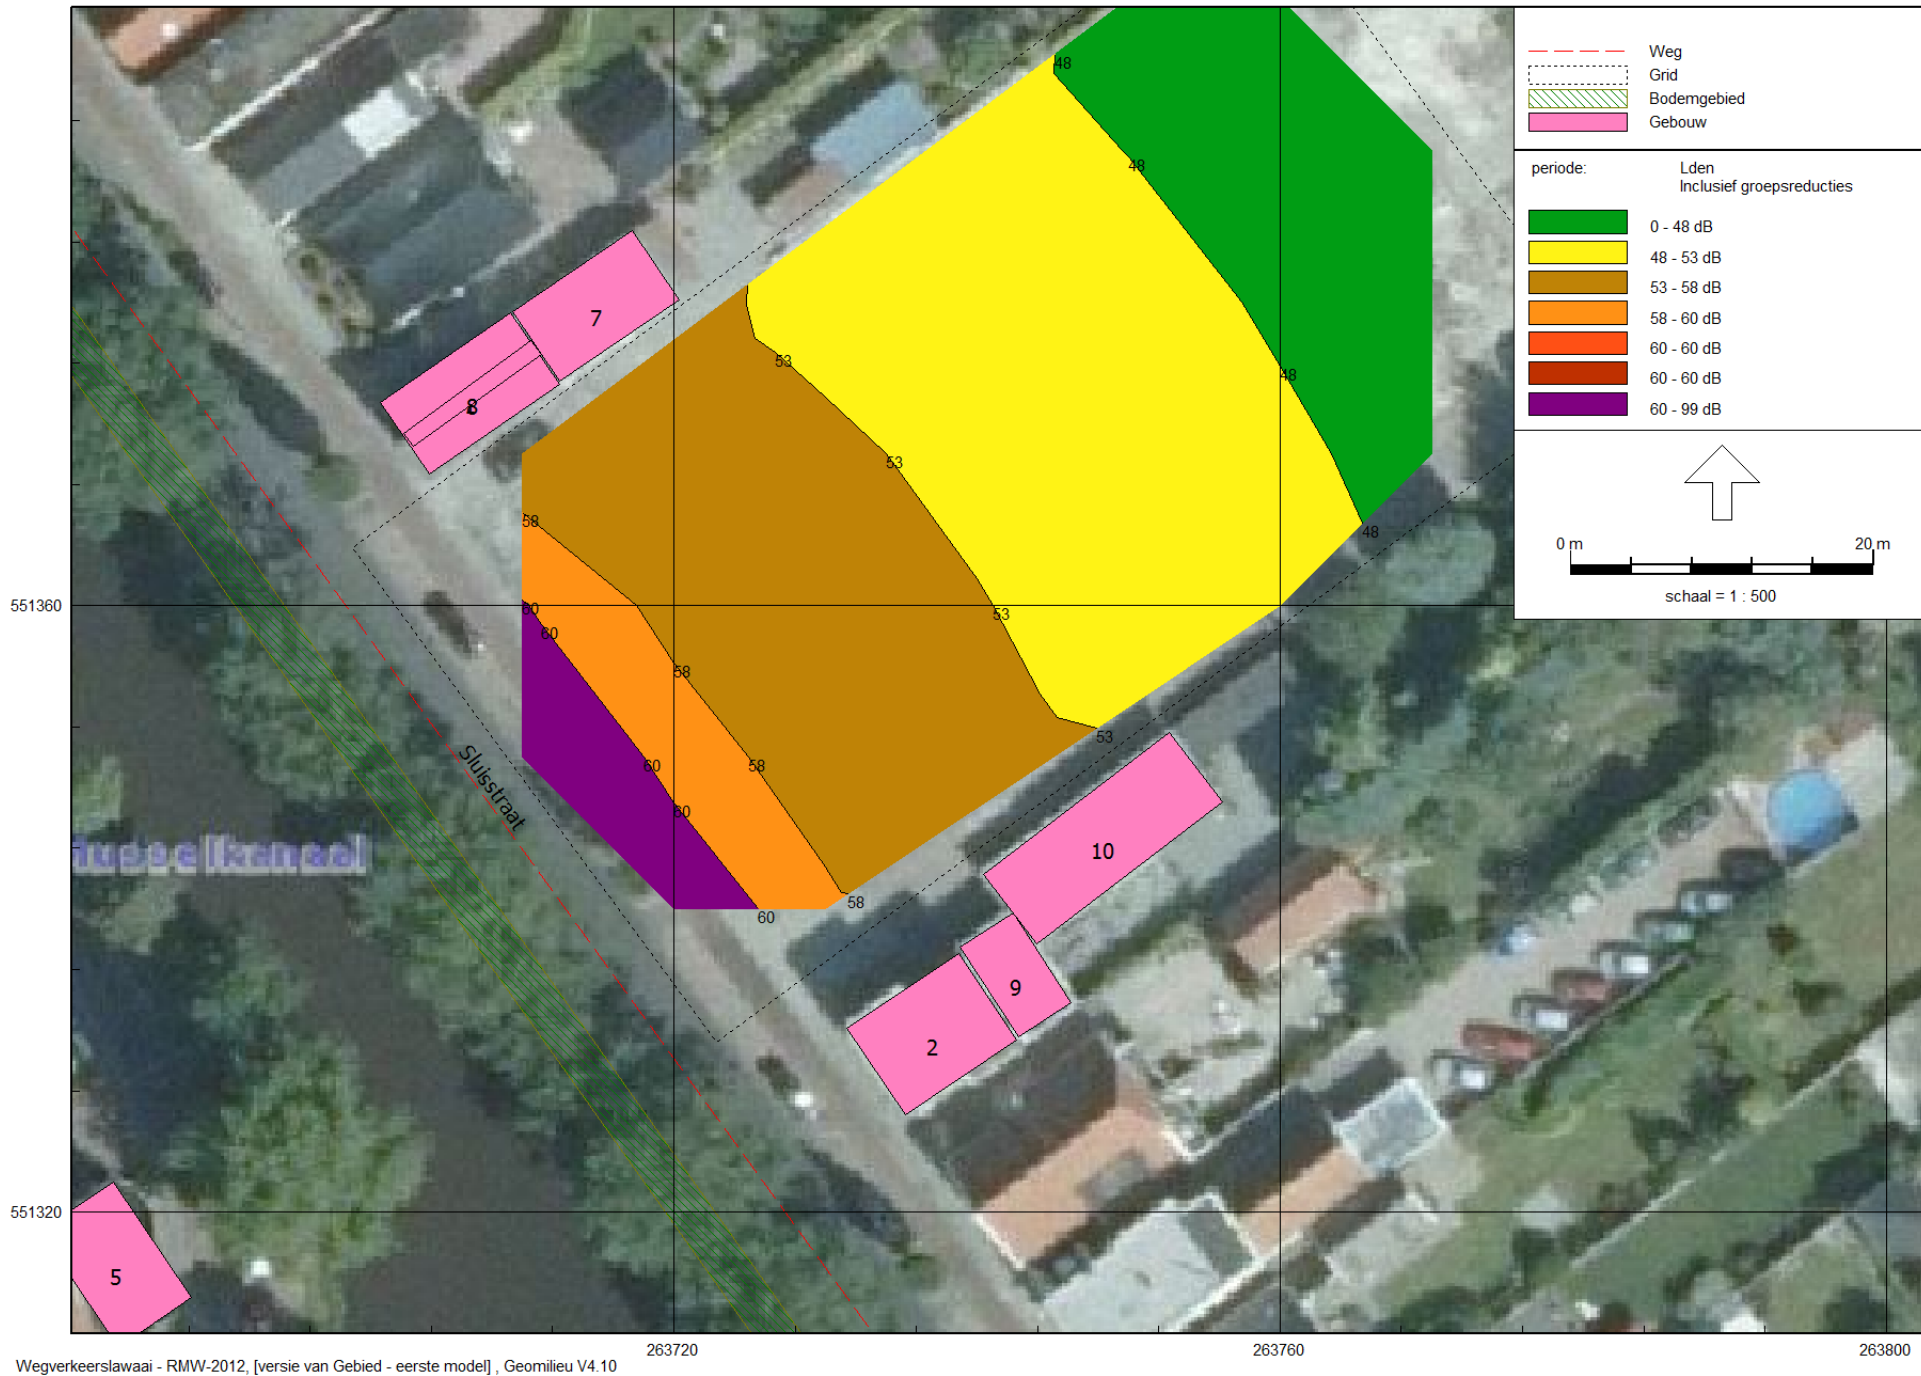 Weg
Grid
Bodemgebied
Gebouw
periode: Lden
Inclusief groepsreducties
0 - 48 dB
48 - 53 dB
53 - 58 dB
58 - 60 dB
60 - 60 dB
60 - 60 dB
60 - 99 dB
0 m 20 m
schaal = 1 : 500
48
48
48
48
53
53
53
53
58
58
58
58
60
60
60
60
60
7
8
10
9
2
5
Sluisstraat
Musselkanaal
551360
551320
263720 263760 263800
Wegverkeerslawaai - RMW-2012, [versie van Gebied - eerste model] , Geomilieu V4.10